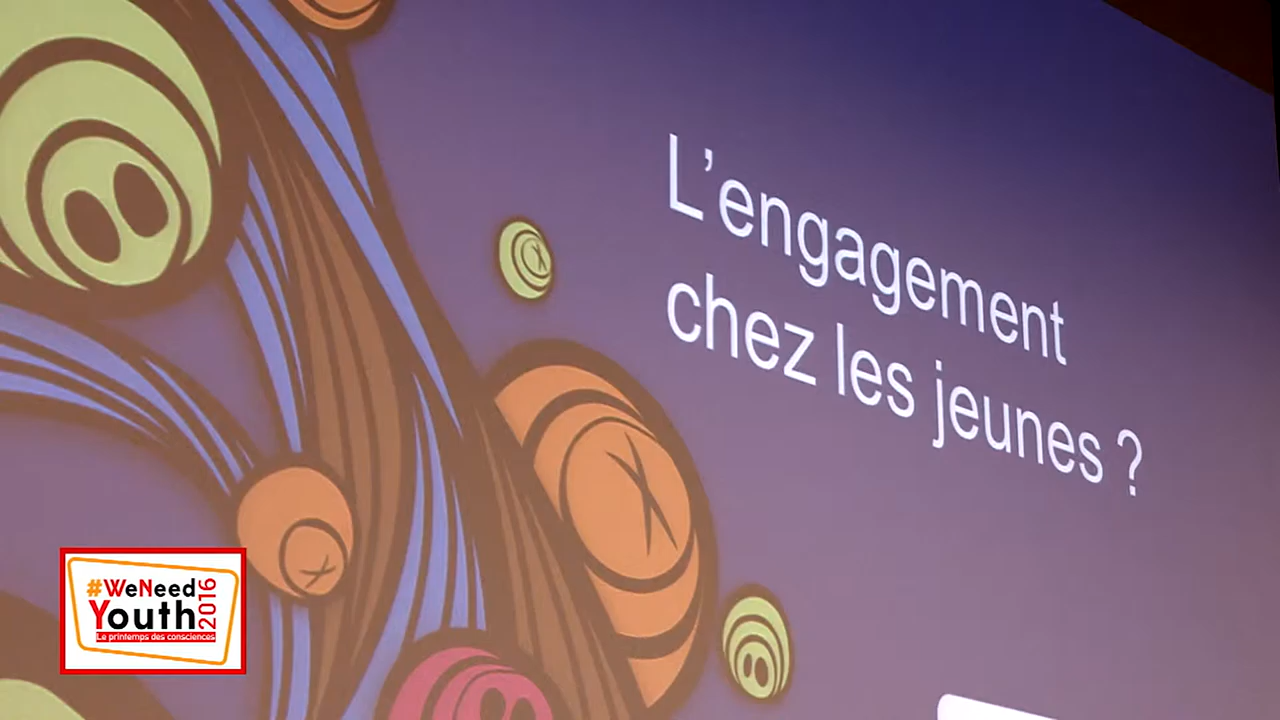 L’engagement
chez les jeunes ?
#WeNeed
Youth
2016
Le printemps des consciences